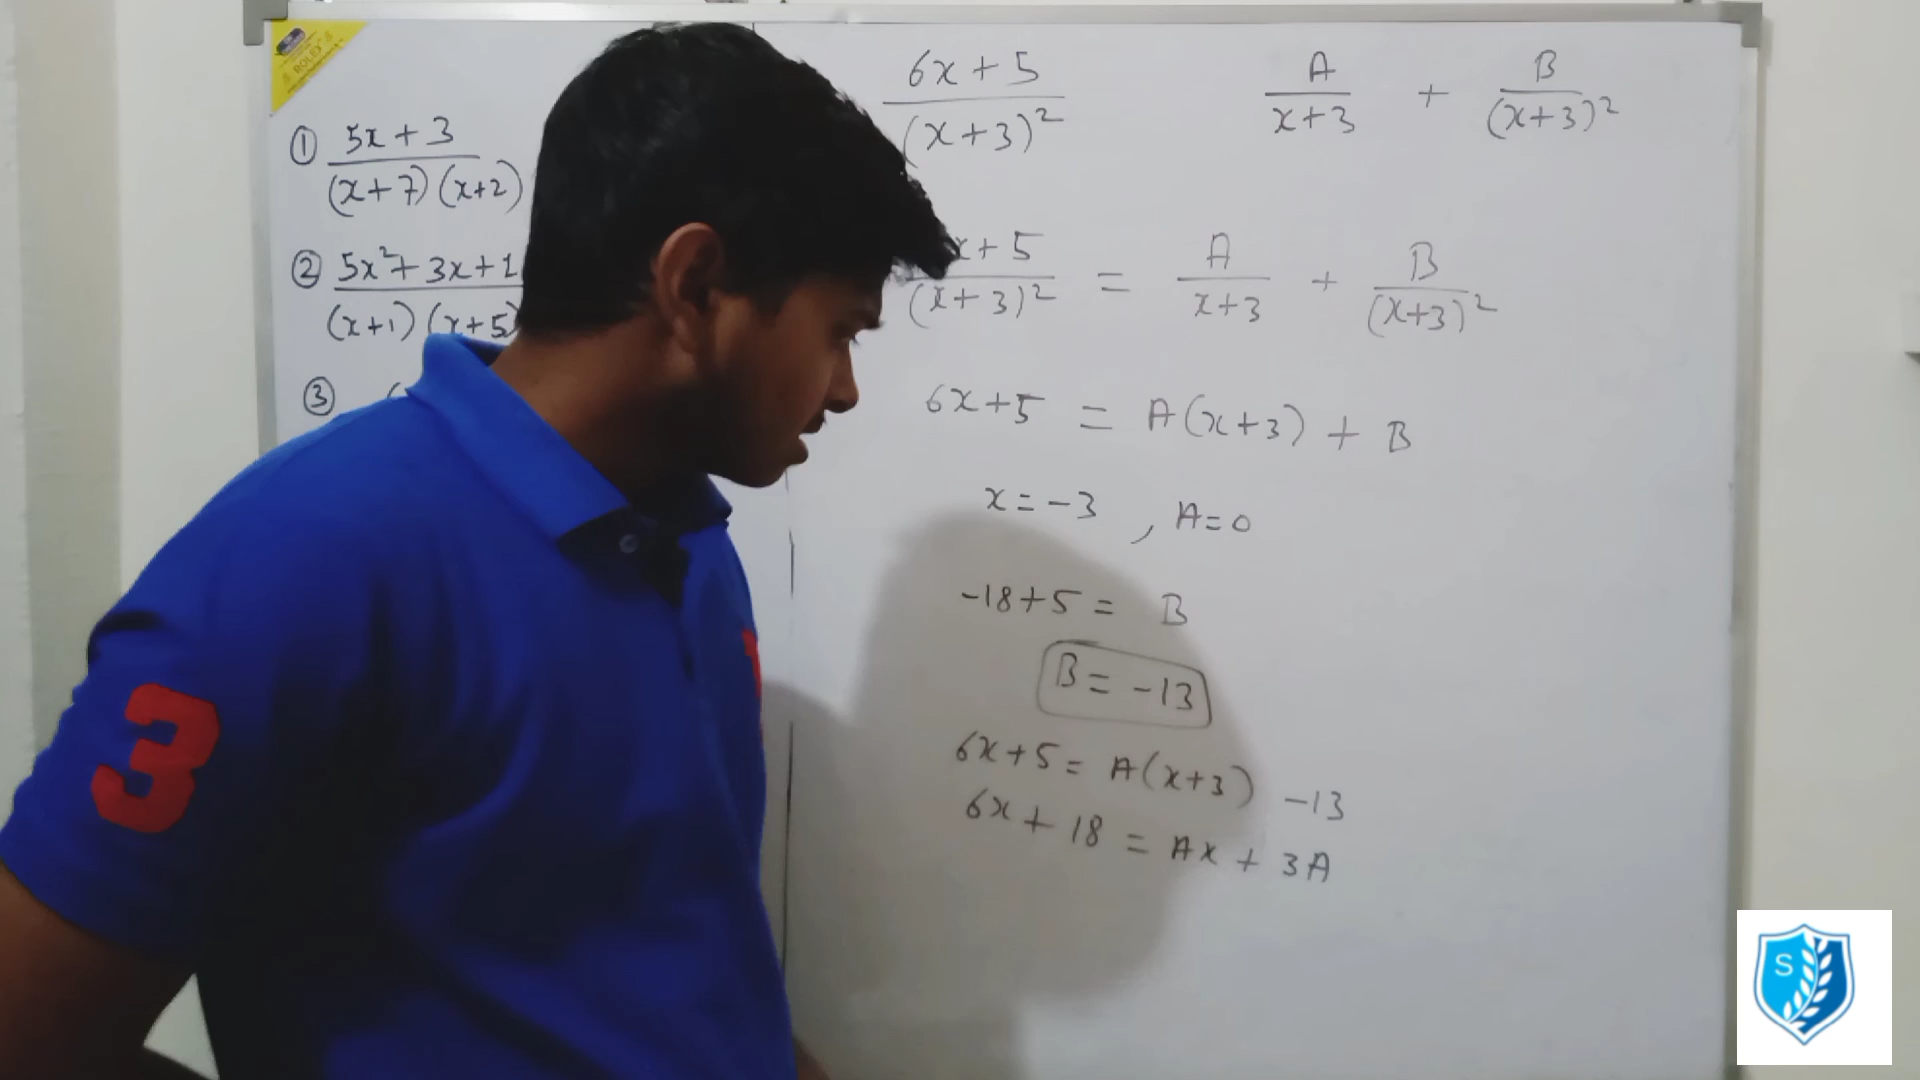 ROLEX
① 5x + 3
(x+7) (x+2)
② 5x² + 3x + 1
(x+1) (x+5)
③ (
6x + 5
(x+3)²
A
x+3
+
B
(x+3)²
x + 5
(x+3)²
=
A
x+3
+
B
(x+3)²
6x+5 = A(x+3) + B
x = -3 , A = 0
-18+5 = B
B = -13
6x+5 = A(x+3) -13
6x + 18 = Ax + 3A
3
S